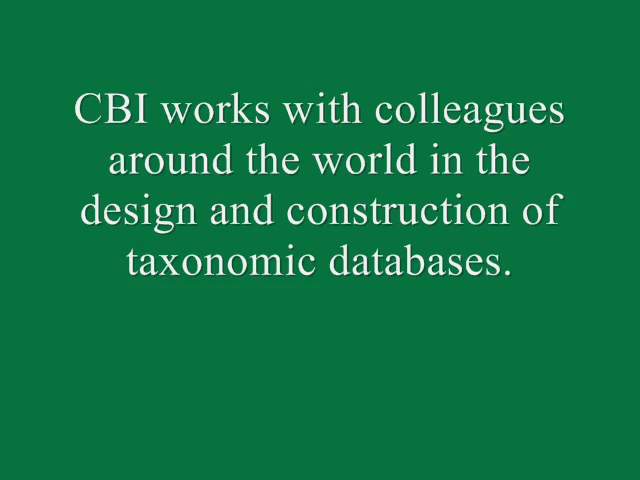 CBI works with colleagues
around the world in the
design and construction of
taxonomic databases.